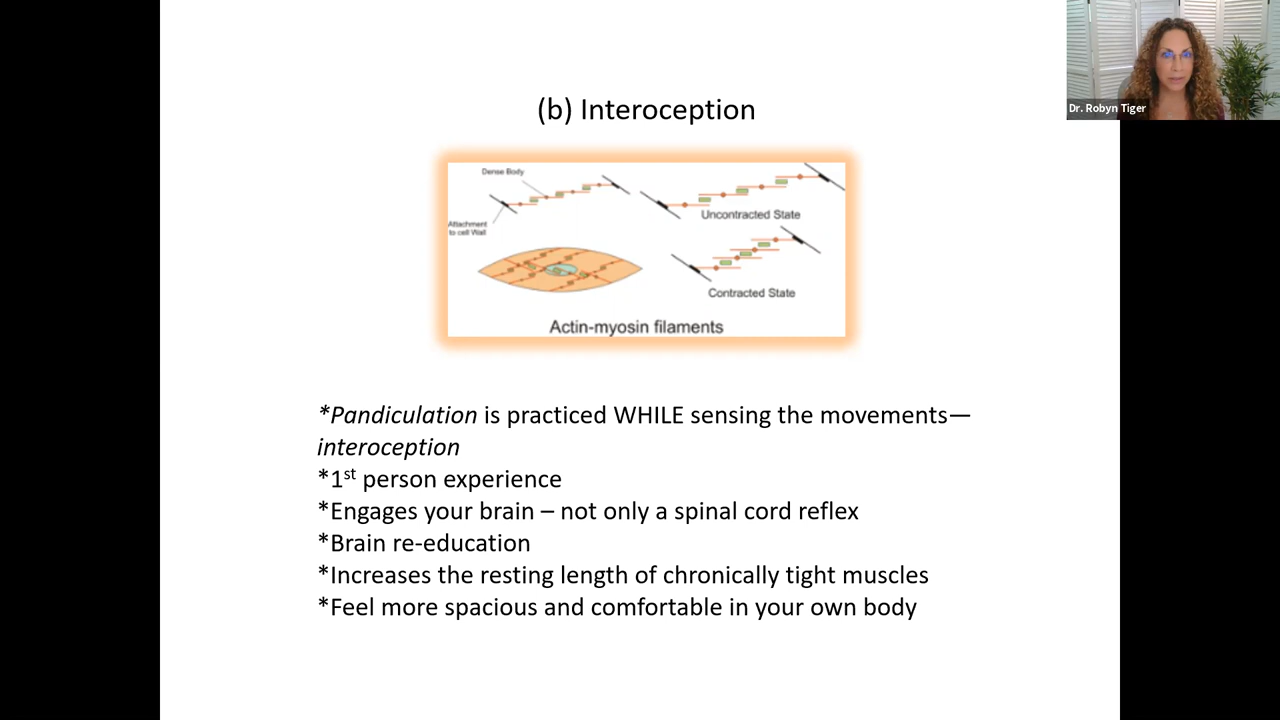 Dr. Robyn Tiger
(b) Interoception
Dense Body
Attachment
to cell Wall
Uncontracted State
Contracted State
Actin-myosin filaments
*Pandiculation is practiced WHILE sensing the movements—
interoception
*1st person experience
*Engages your brain – not only a spinal cord reflex
*Brain re-education
*Increases the resting length of chronically tight muscles
*Feel more spacious and comfortable in your own body